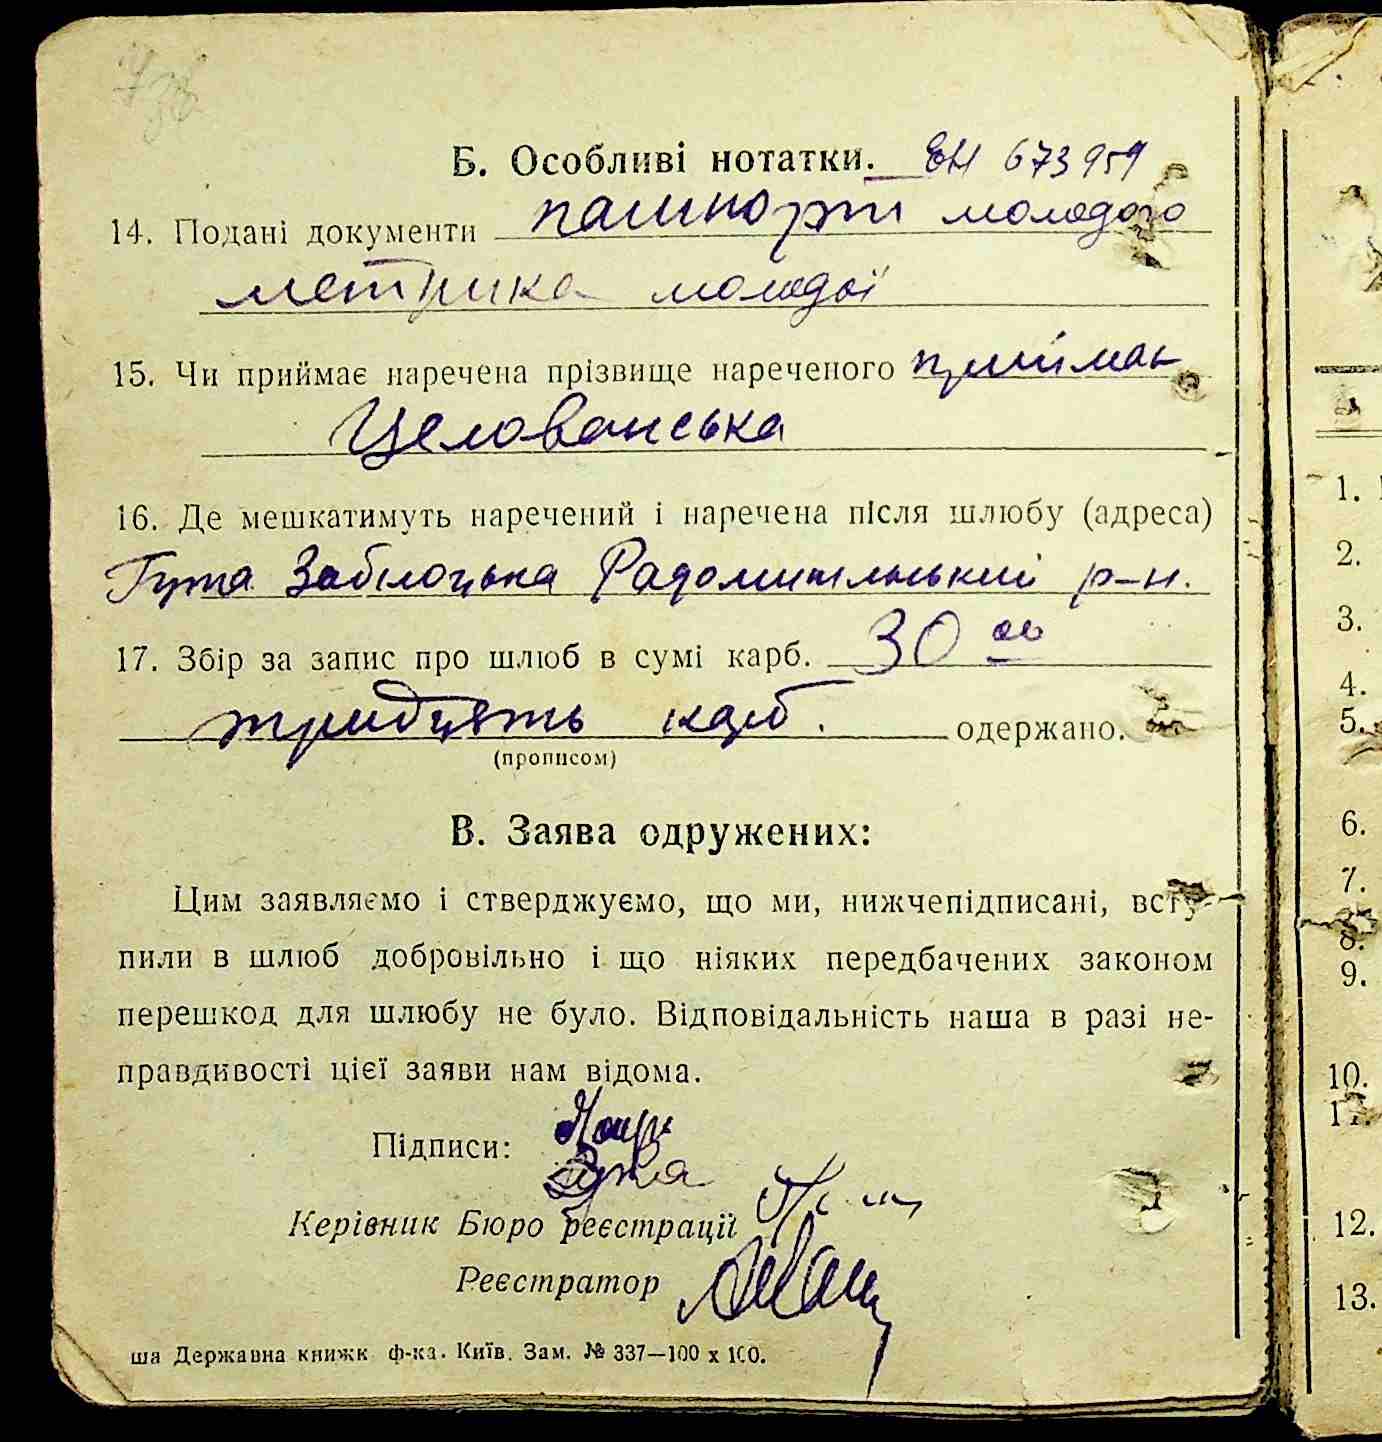 Б. Особливі нотатки. ЕН 673959
14. Подані документи пашпорт молодого
метрика молодої
15. Чи приймає наречена прізвище нареченого приймає
Целованська
16. Де мешкатимуть наречений і наречена після шлюбу (адреса)
Гута Забілоцька Радомишльський р-н.
17. Збір за запис про шлюб в сумі карб. 30 00
тридцять карб. одержано.
(прописом)
В. Заява одружених:
Цим заявляємо і стверджуємо, що ми, нижчепідписані, всту-
пили в шлюб добровільно і що ніяких передбачених законом
перешкод для шлюбу не було. Відповідальність наша в разі не-
правдивості цієї заяви нам відома.
Підписи:
Керівник Бюро реєстрації
Реєстратор
ша Державна книжк ф-ка. Київ. Зам. № 337—100 х 100.
1.
2.
3.
4.
5.
6.
7.
8.
9.
10.
11.
12.
13.